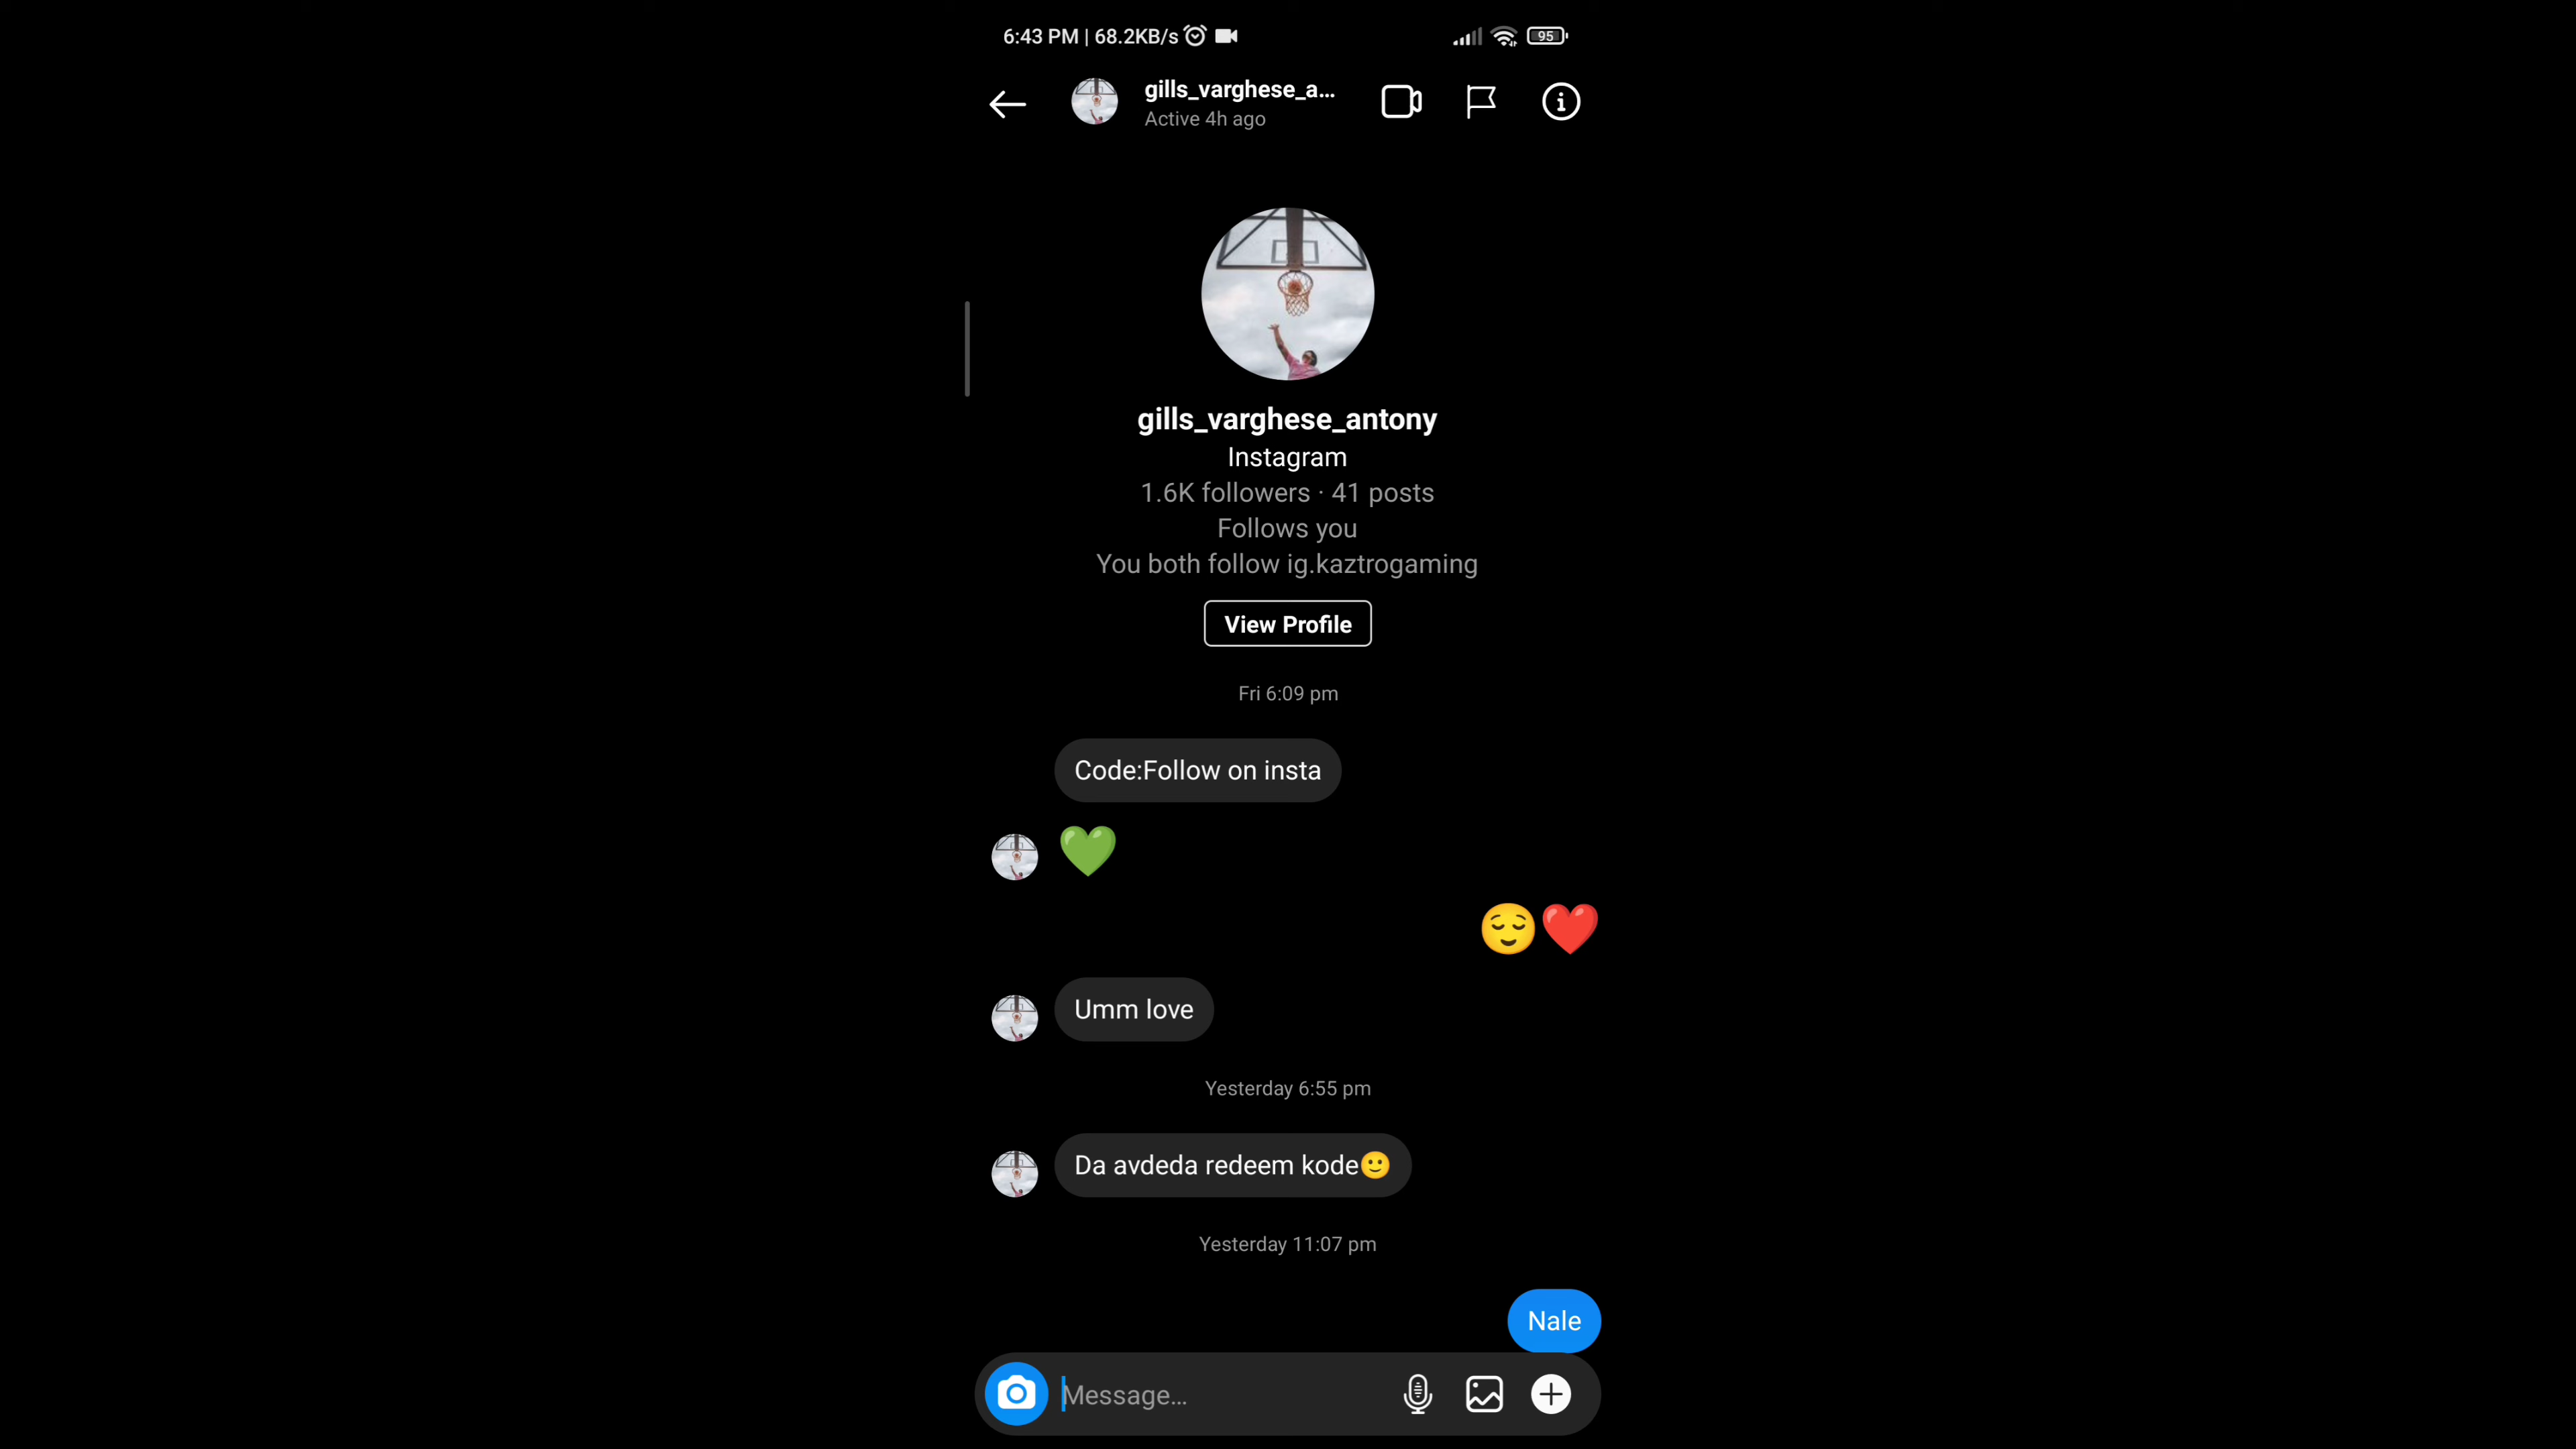 6:43 PM | 68.2KB/s
95
gills_varghese_a...
Active 4h ago
gills_varghese_antony
Instagram
1.6K followers · 41 posts
Follows you
You both follow ig.kaztrogaming
View Profile
Fri 6:09 pm
Code:Follow on insta
💚
😌❤️
Umm love
Yesterday 6:55 pm
Da avdeda redeem kode🙂
Yesterday 11:07 pm
Nale
Message...